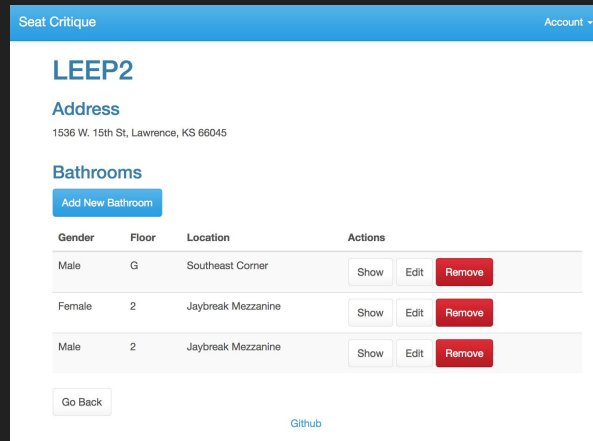 Seat Critique Account
LEEP2
Address
1536 W. 15th St, Lawrence, KS 66045
Bathrooms
Add New Bathroom
Gender Floor Location Actions
Male G Southeast Corner Show Edit Remove
Female 2 Jaybreak Mezzanine Show Edit Remove
Male 2 Jaybreak Mezzanine Show Edit Remove
Go Back
Github